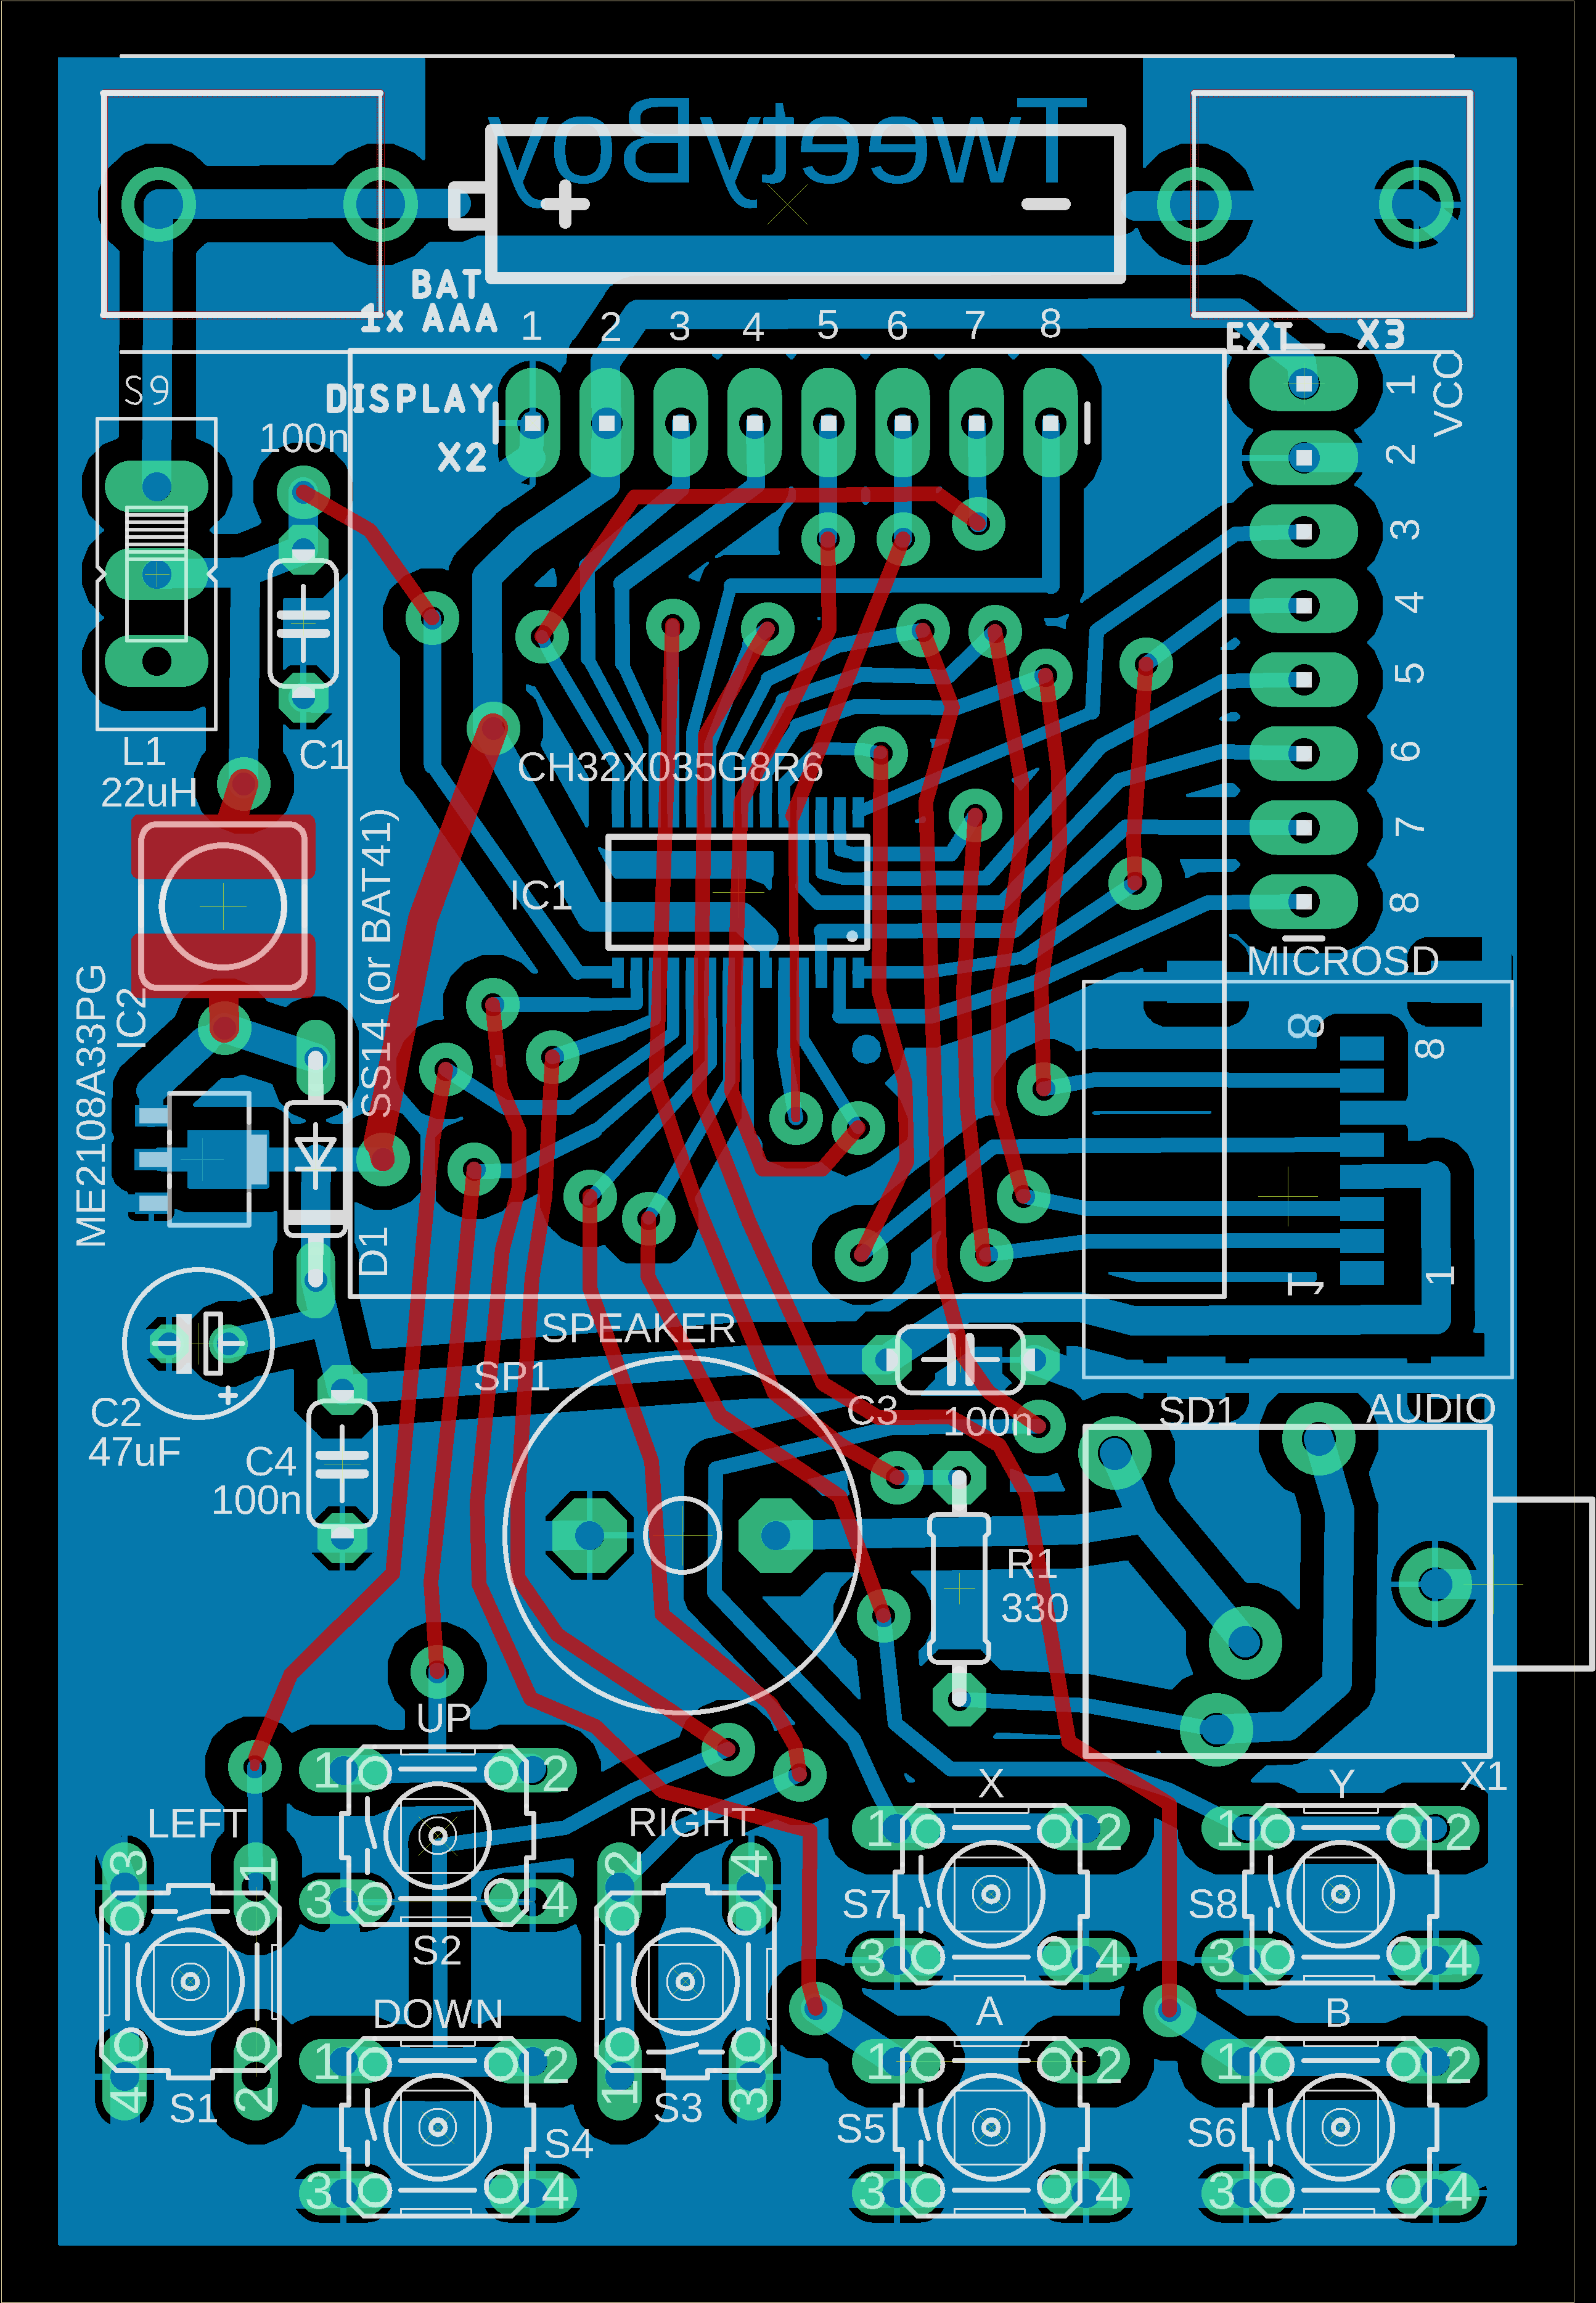 TweetyBoy
+ −
BAT
1x AAA
1 2 3 4 5 6 7 8
EXT X3
S9
DISPLAY
X2
100n
1 VCC
2
3
4
5
6
7
8
L1
22uH
C1
CH32X035G8R6
IC1
SS14 (or BAT41)
MICROSD
ME2108A33PG
IC2
8
8
1
D1
SPEAKER
SP1
C2
47uF
+
C4
100n
C3
100n
SD1
AUDIO
R1
330
X1
UP
1 2
3 4
S2
LEFT
3 1
4 2
S1
RIGHT
2 4
1 3
S3
DOWN
1 2
3 4
S4
X
1 2
S7
3 4
Y
1 2
S8
3 4
A
1 2
S5
3 4
B
1 2
S6
3 4